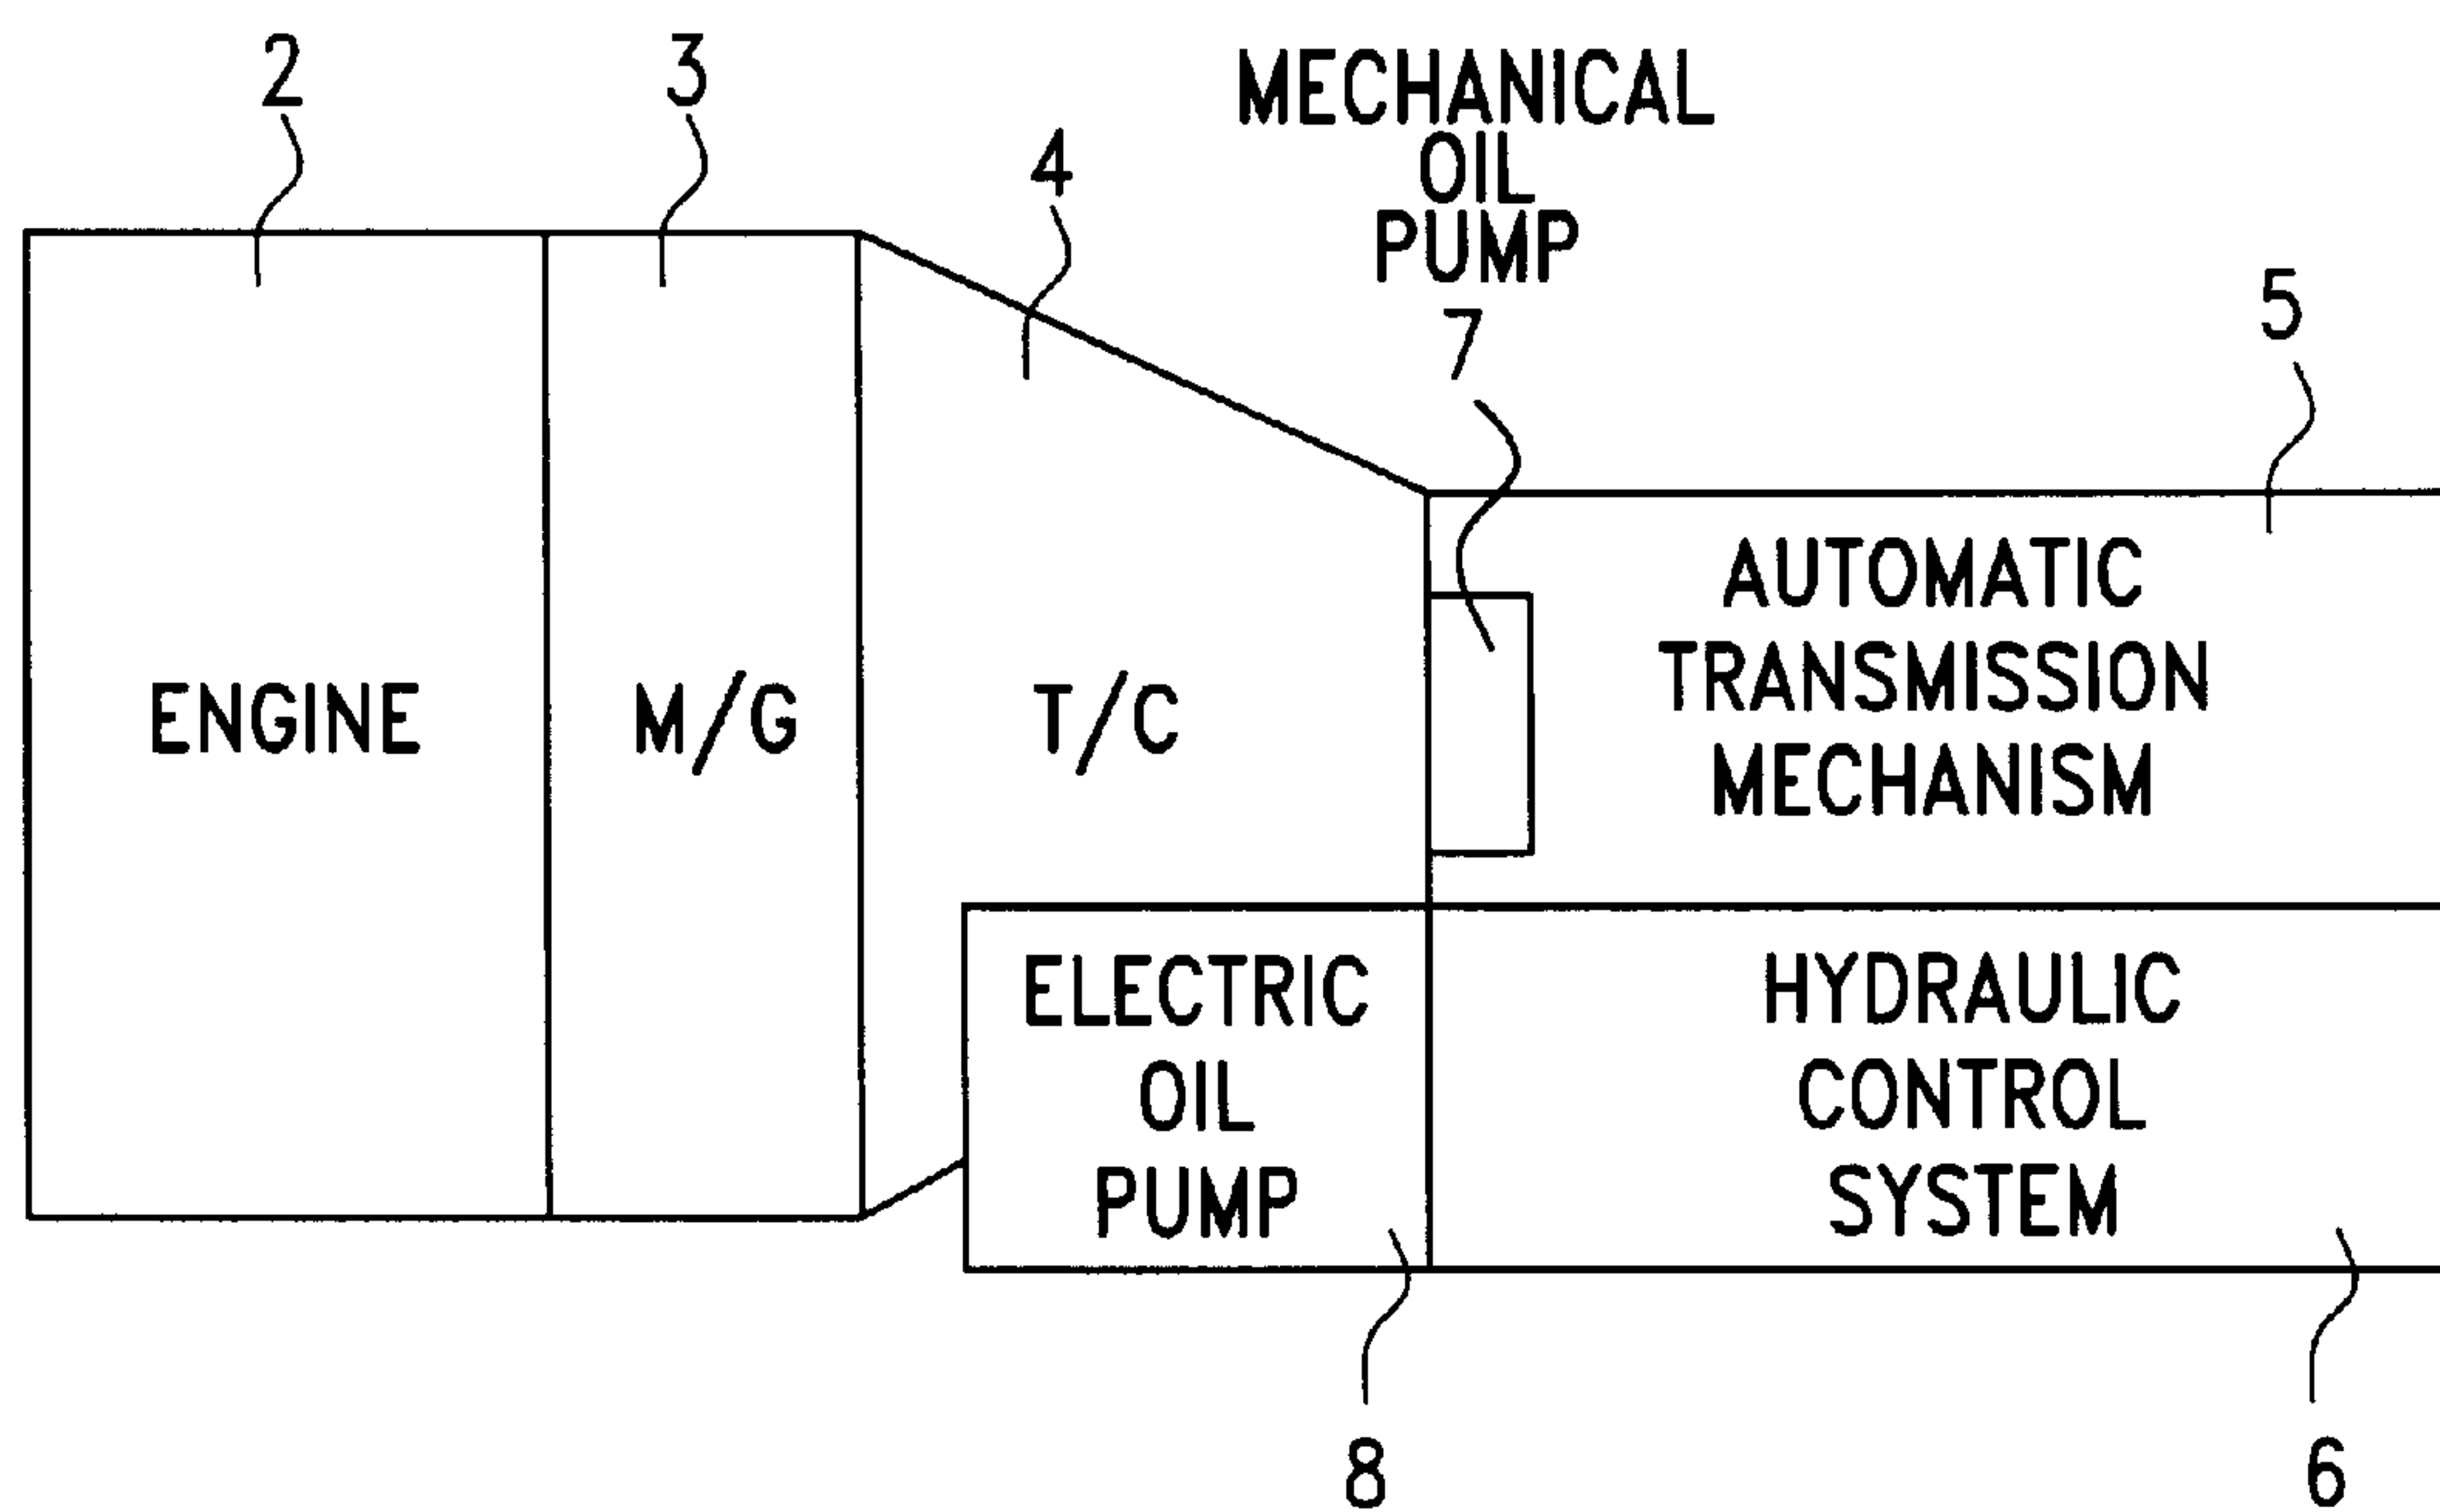 2
3
4
MECHANICAL
OIL
PUMP
7
5
ENGINE
M/G
T/C
AUTOMATIC
TRANSMISSION
MECHANISM
ELECTRIC
OIL
PUMP
HYDRAULIC
CONTROL
SYSTEM
8
6